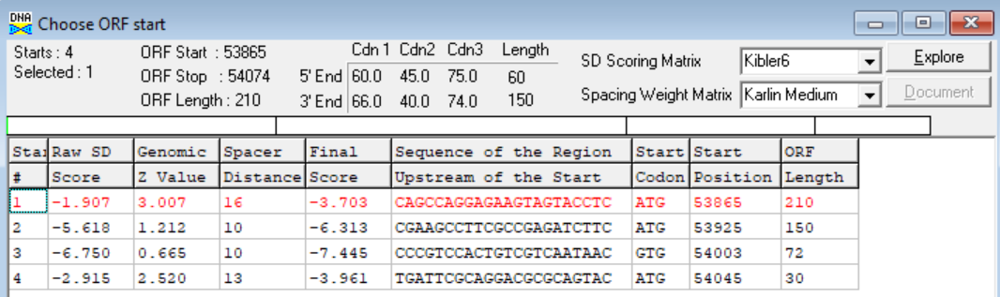 DNA Choose ORF start
Starts : 4 ORF Start : 53865 Cdn 1 Cdn2 Cdn3 Length SD Scoring Matrix Kibler6 Explore
Selected : 1 ORF Stop : 54074 5' End 60.0 45.0 75.0 60
ORF Length : 210 3' End 66.0 40.0 74.0 150 Spacing Weight Matrix Karlin Medium Document
Star Raw SD Genomic Spacer Final Sequence of the Region Start Start ORF
# Score Z Value Distance Score Upstream of the Start Codon Position Length
1 -1.907 3.007 16 -3.703 CAGCCAGGAGAAGTAGTACCTC ATG 53865 210
2 -5.618 1.212 10 -6.313 CGAAGCCTTCGCCGAGATCTTC ATG 53925 150
3 -6.750 0.665 10 -7.445 CCCGTCCACTGTCGTCAATAAC GTG 54003 72
4 -2.915 2.520 13 -3.961 TGATTCGCAGGACGCGCAGTAC ATG 54045 30